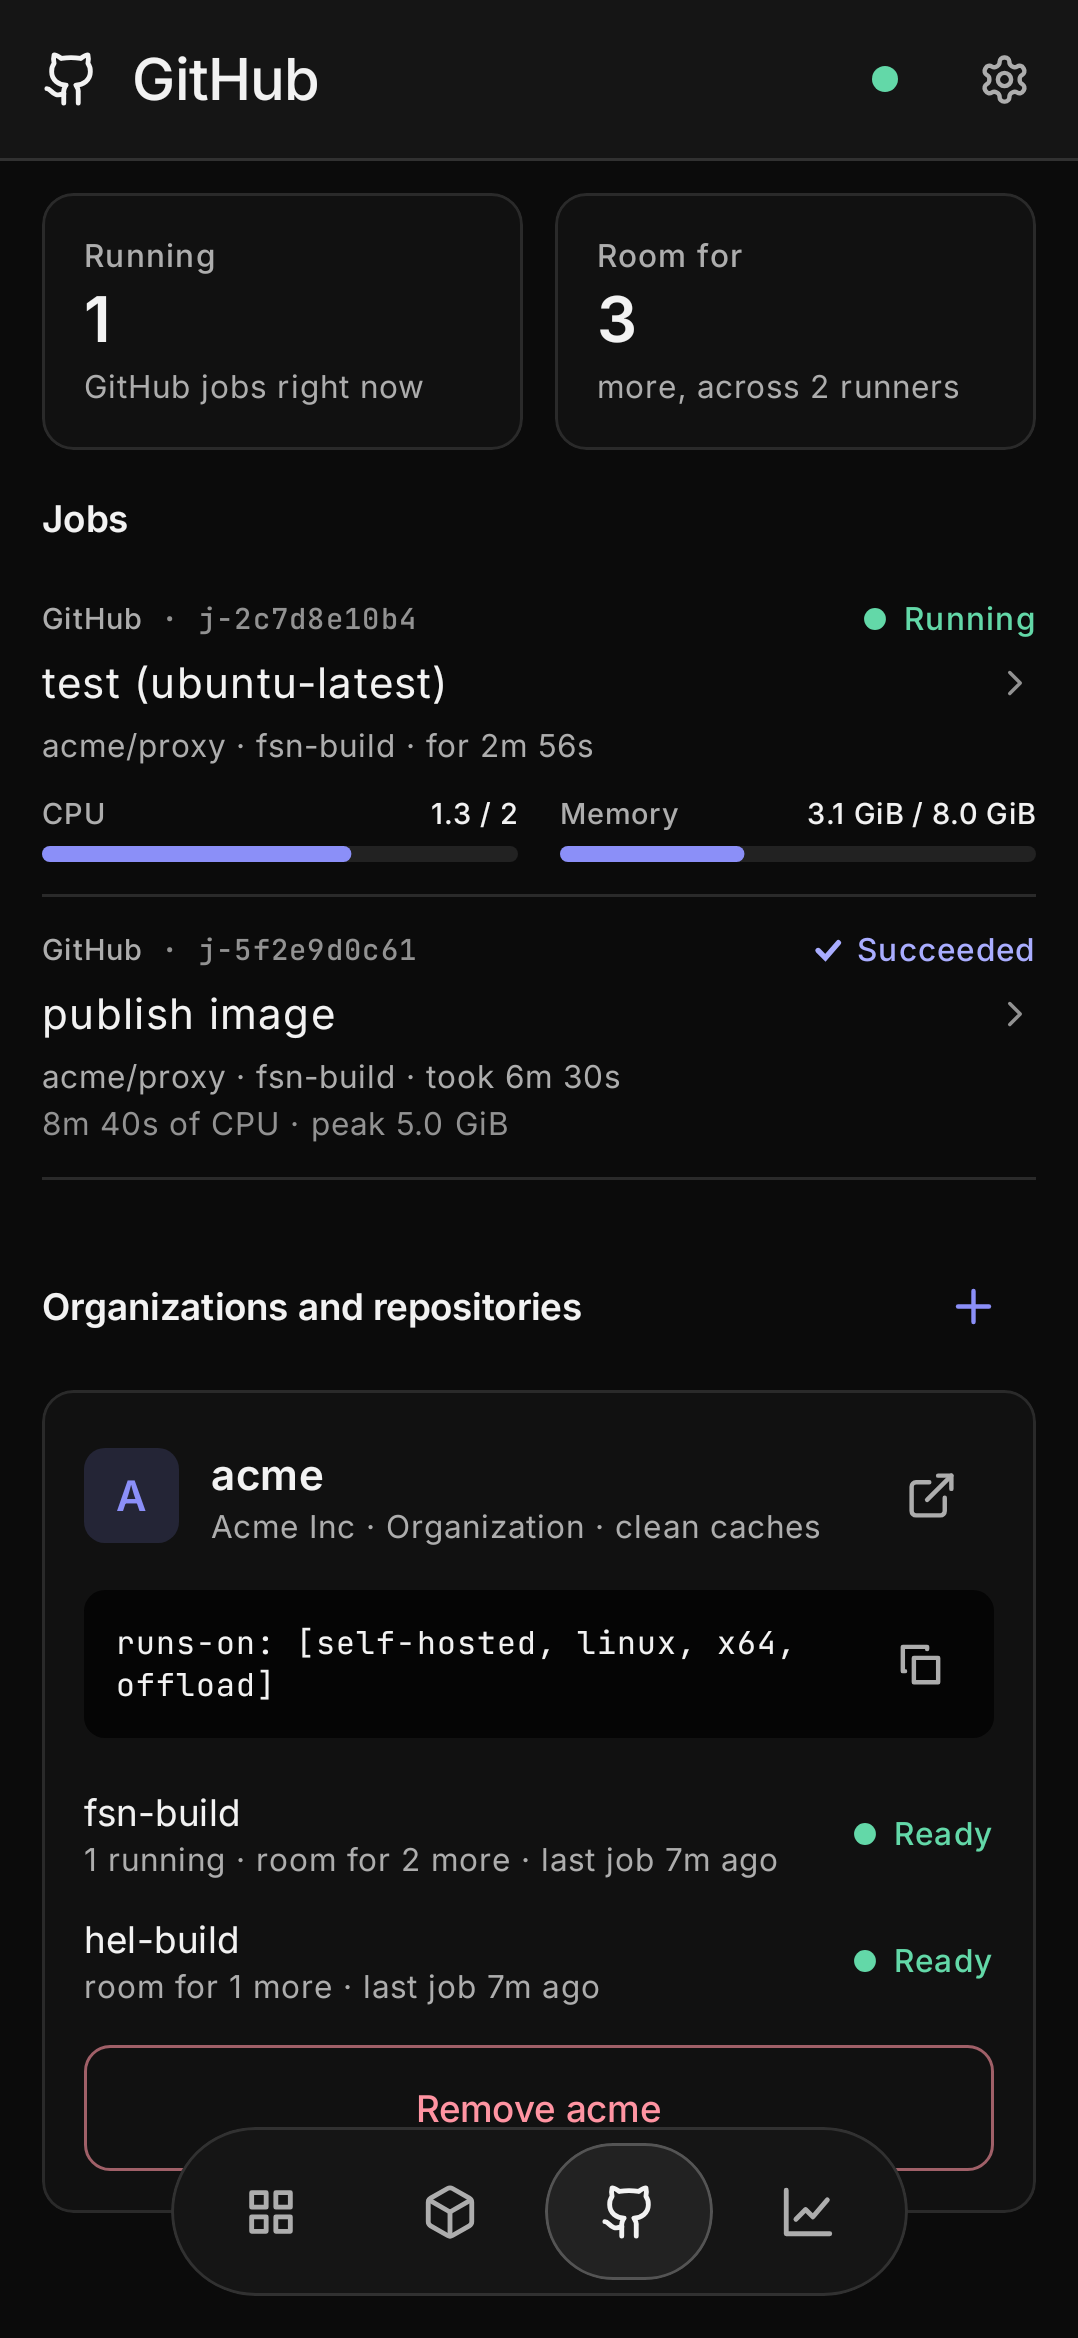 GitHub
Running
1
GitHub jobs right now
Room for
3
more, across 2 runners
Jobs
GitHub · j-2c7d8e10b4
Running
test (ubuntu-latest)
acme/proxy · fsn-build · for 2m 56s
CPU
1.3 / 2
Memory
3.1 GiB / 8.0 GiB
GitHub · j-5f2e9d0c61
Succeeded
publish image
acme/proxy · fsn-build · took 6m 30s
8m 40s of CPU · peak 5.0 GiB
Organizations and repositories
A
acme
Acme Inc · Organization · clean caches
runs-on: [self-hosted, linux, x64,
offload]
fsn-build
1 running · room for 2 more · last job 7m ago
Ready
hel-build
room for 1 more · last job 7m ago
Ready
Remove acme